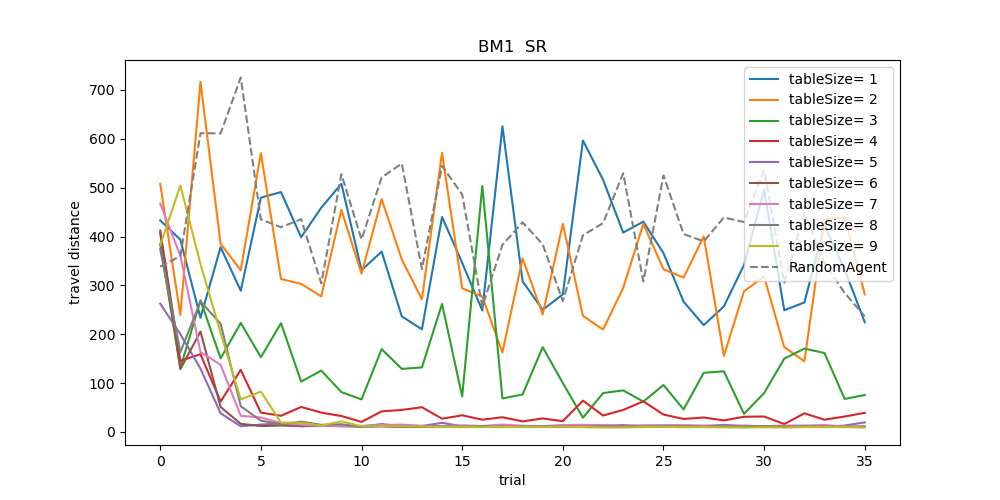 BM1 SR
travel distance
700
600
500
400
300
200
100
0
tableSize= 1
tableSize= 2
tableSize= 3
tableSize= 4
tableSize= 5
tableSize= 6
tableSize= 7
tableSize= 8
tableSize= 9
RandomAgent
0 5 10 15 20 25 30 35
trial